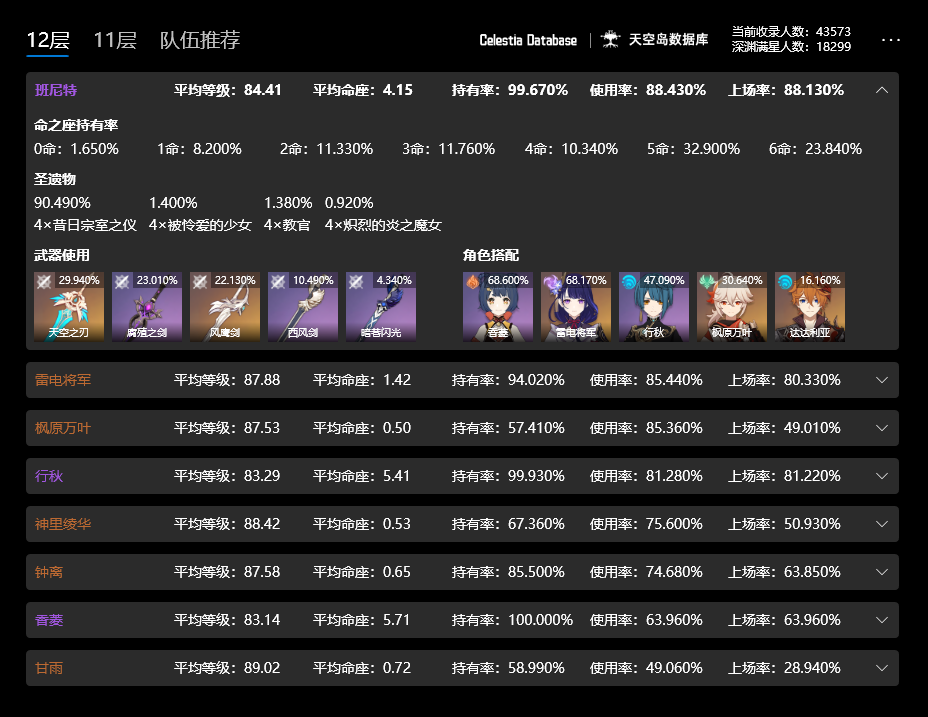 12层 11层 队伍推荐 Celestia Database | 天空岛数据库 当前收录人数：43573
深渊满星人数：18299
班尼特 平均等级：84.41 平均命座：4.15 持有率：99.670% 使用率：88.430% 上场率：88.130%
命之座持有率
0命：1.650% 1命：8.200% 2命：11.330% 3命：11.760% 4命：10.340% 5命：32.900% 6命：23.840%
圣遗物
90.490% 1.400% 1.380% 0.920%
4×昔日宗室之仪 4×被怜爱的少女 4×教官 4×炽烈的炎之魔女
武器使用 角色搭配
29.940% 23.010% 22.130% 10.490% 4.340% 68.600% 68.170% 47.090% 30.640% 16.160%
天空之刃 腐殖之剑 风鹰剑 西风剑 暗巷闪光 香菱 雷电将军 行秋 枫原万叶 达达利亚
雷电将军 平均等级：87.88 平均命座：1.42 持有率：94.020% 使用率：85.440% 上场率：80.330%
枫原万叶 平均等级：87.53 平均命座：0.50 持有率：57.410% 使用率：85.360% 上场率：49.010%
行秋 平均等级：83.29 平均命座：5.41 持有率：99.930% 使用率：81.280% 上场率：81.220%
神里绫华 平均等级：88.42 平均命座：0.53 持有率：67.360% 使用率：75.600% 上场率：50.930%
钟离 平均等级：87.58 平均命座：0.65 持有率：85.500% 使用率：74.680% 上场率：63.850%
香菱 平均等级：83.14 平均命座：5.71 持有率：100.000% 使用率：63.960% 上场率：63.960%
甘雨 平均等级：89.02 平均命座：0.72 持有率：58.990% 使用率：49.060% 上场率：28.940%